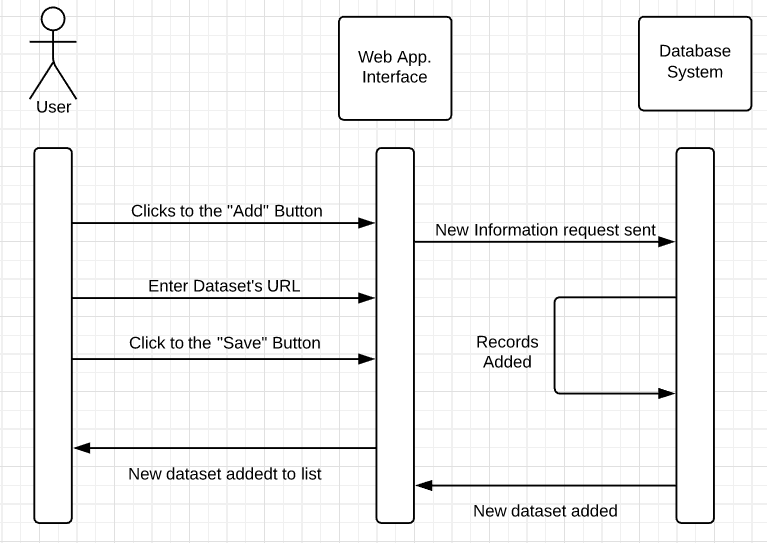 User
Web App.
Interface
Database
System
Clicks to the "Add" Button
New Information request sent
Enter Dataset's URL
Click to the "Save" Button
Records
Added
New dataset addedt to list
New dataset added